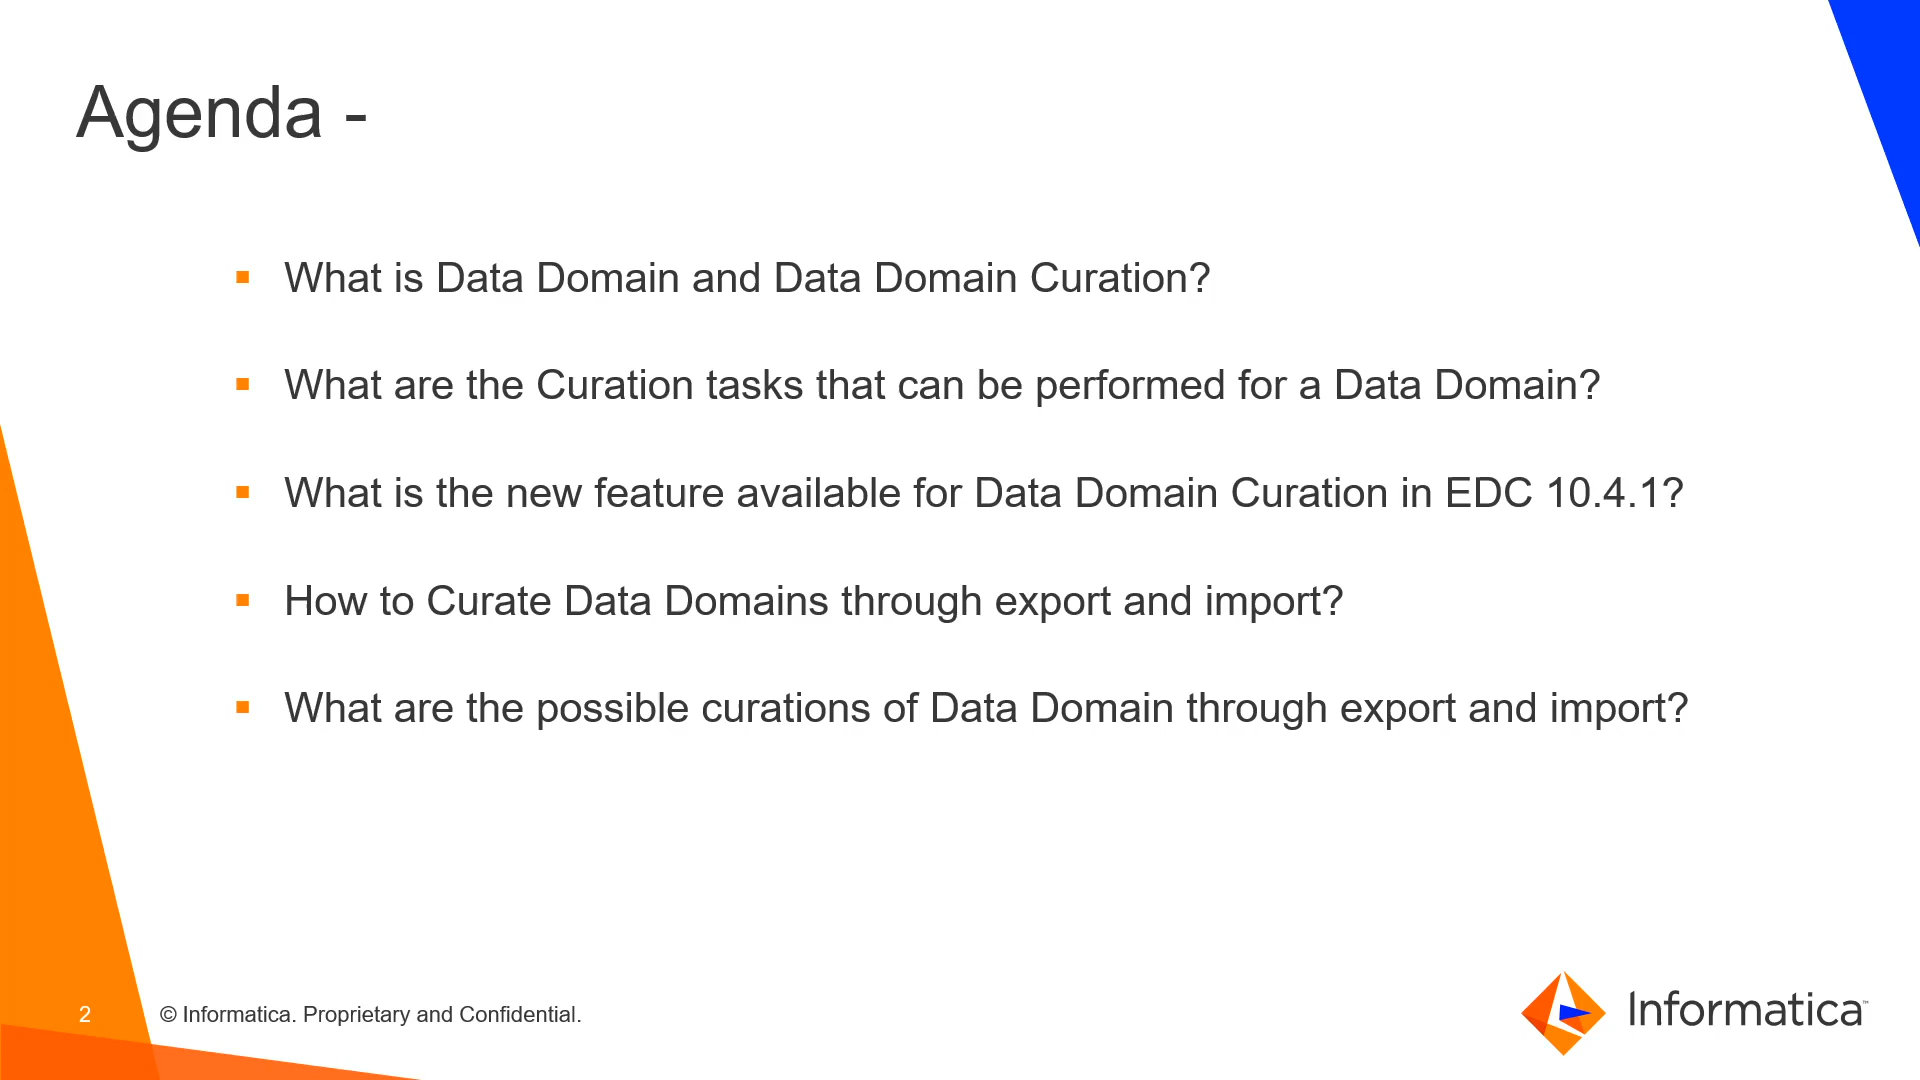 Agenda -
▪ What is Data Domain and Data Domain Curation?
▪ What are the Curation tasks that can be performed for a Data Domain?
▪ What is the new feature available for Data Domain Curation in EDC 10.4.1?
▪ How to Curate Data Domains through export and import?
▪ What are the possible curations of Data Domain through export and import?
2
© Informatica. Proprietary and Confidential.
Informatica™